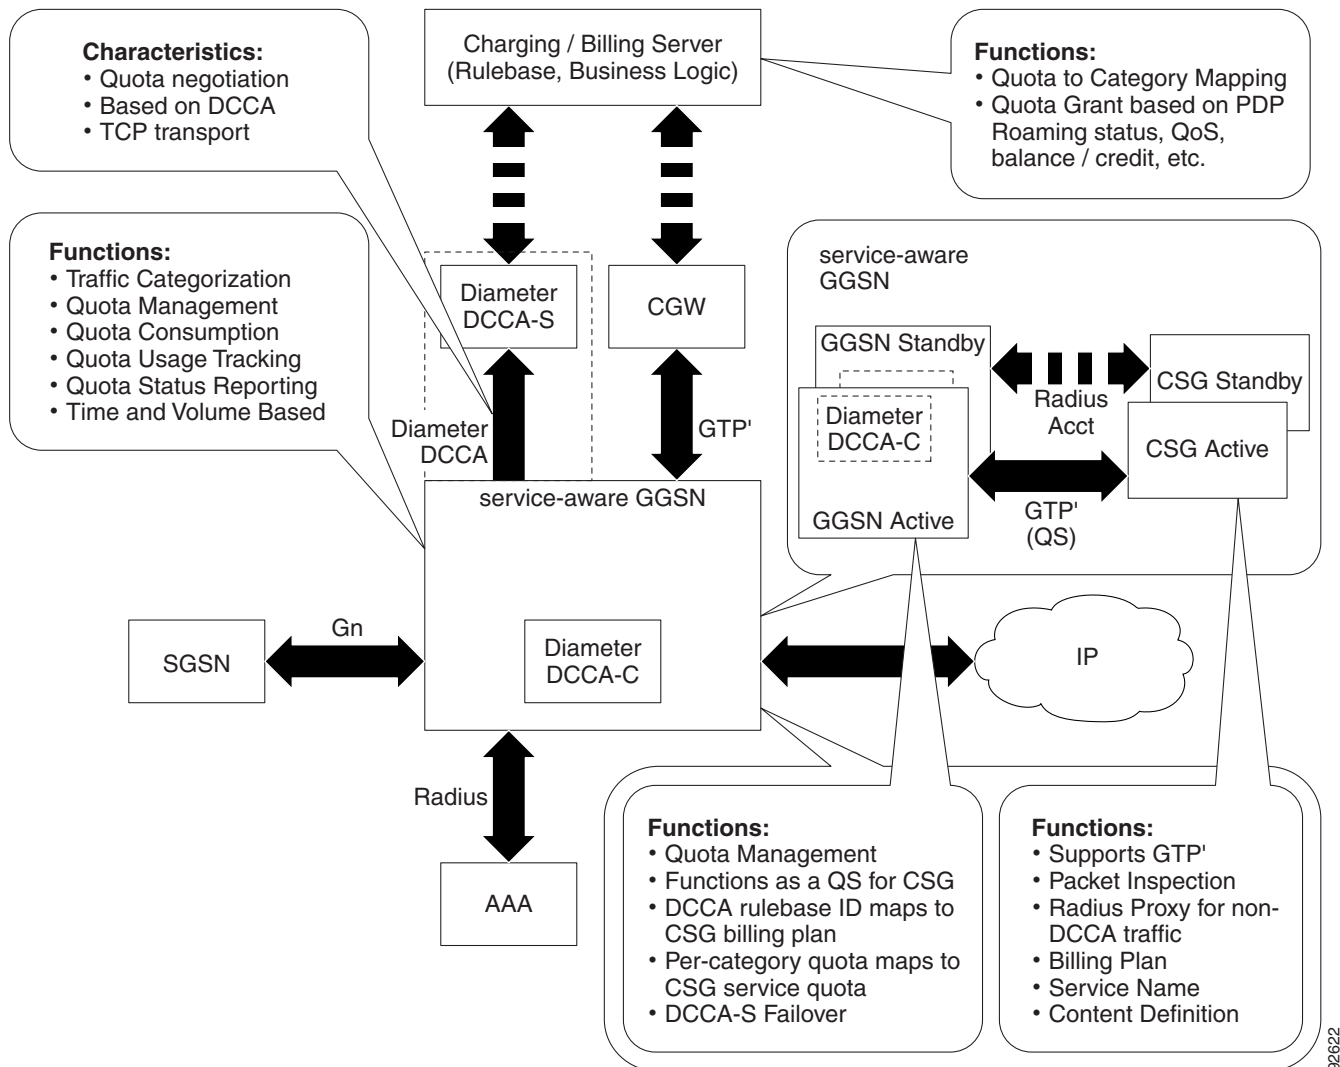 Characteristics:
• Quota negotiation
• Based on DCCA
• TCP transport
Charging / Billing Server
(Rulebase, Business Logic)
Functions:
• Quota to Category Mapping
• Quota Grant based on PDP
Roaming status, QoS,
balance / credit, etc.
Functions:
• Traffic Categorization
• Quota Management
• Quota Consumption
• Quota Usage Tracking
• Quota Status Reporting
• Time and Volume Based
Diameter
DCCA-S
CGW
Diameter
DCCA
GTP'
service-aware
GGSN
GGSN Standby
Diameter
DCCA-C
GGSN Active
Radius
Acct
CSG Standby
CSG Active
GTP'
(QS)
service-aware GGSN
SGSN
Gn
Diameter
DCCA-C
IP
Radius
AAA
Functions:
• Quota Management
• Functions as a QS for CSG
• DCCA rulebase ID maps to
CSG billing plan
• Per-category quota maps to
CSG service quota
• DCCA-S Failover
Functions:
• Supports GTP'
• Packet Inspection
• Radius Proxy for non-
DCCA traffic
• Billing Plan
• Service Name
• Content Definition